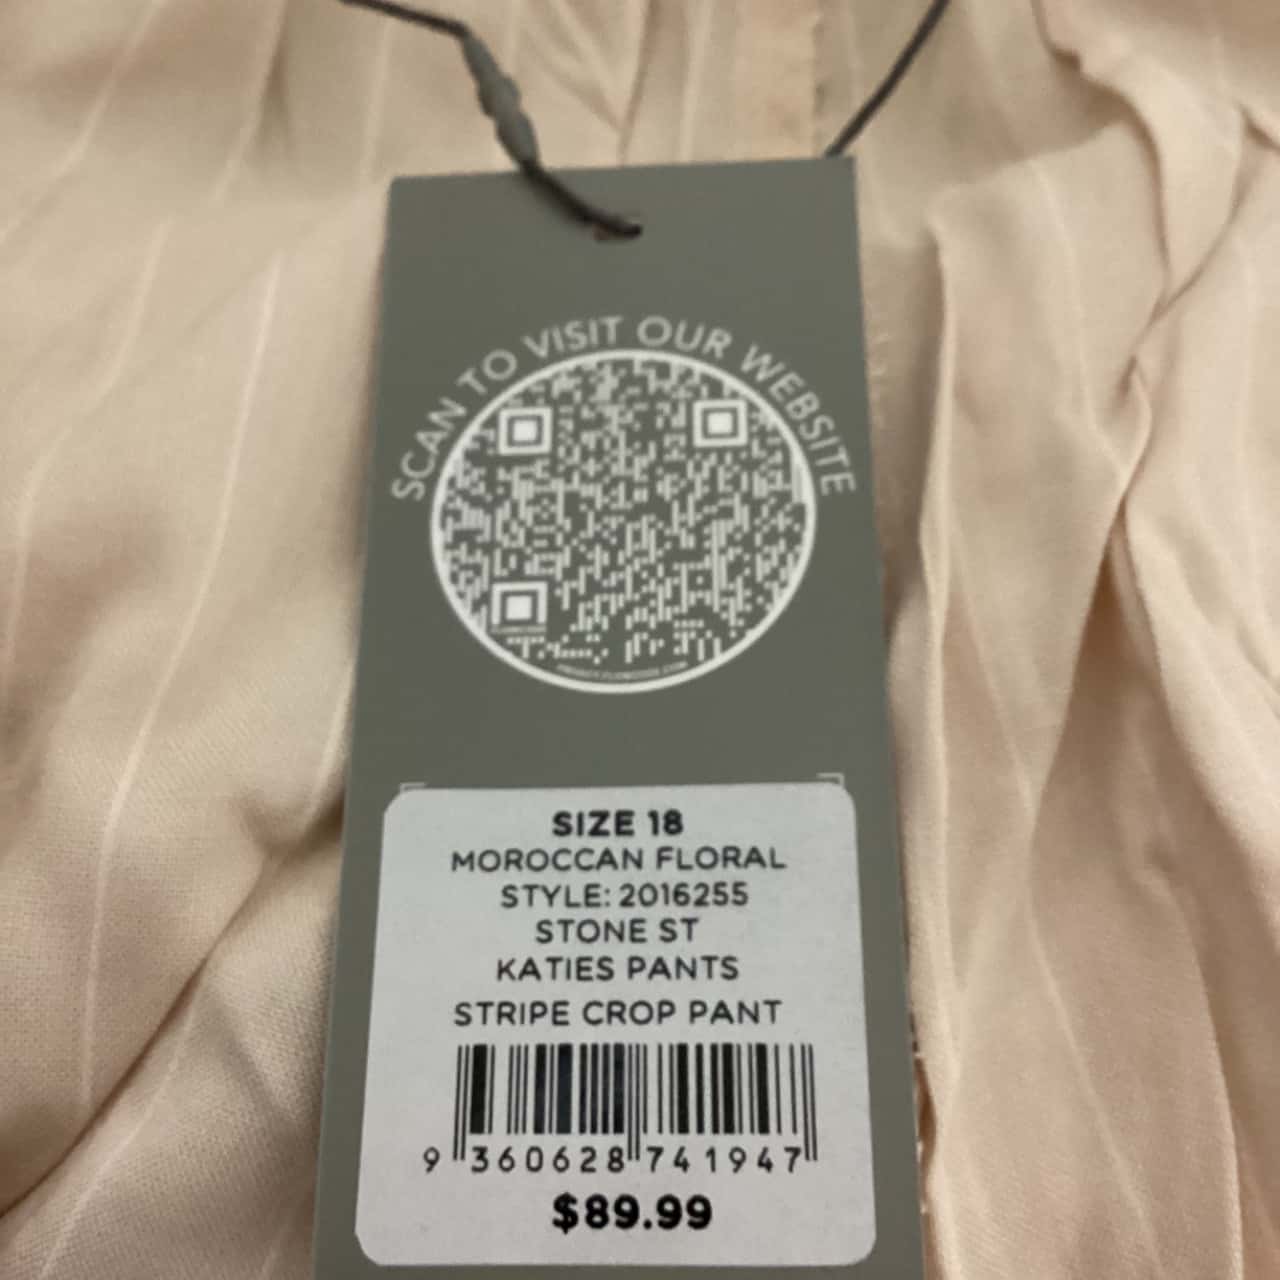 SCAN TO VISIT OUR WEBSITE
SIZE 18
MOROCCAN FLORAL
STYLE: 2016255
STONE ST
KATIES PANTS
STRIPE CROP PANT
9 360628 741947
$89.99